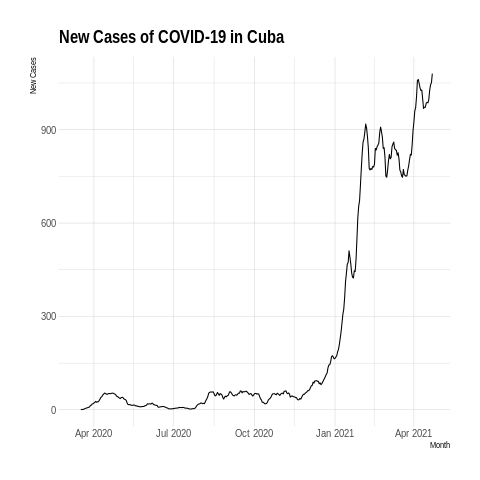 New Cases of COVID-19 in Cuba
New Cases
900
600
300
0
Apr 2020
Jul 2020
Oct 2020
Jan 2021
Apr 2021
Month